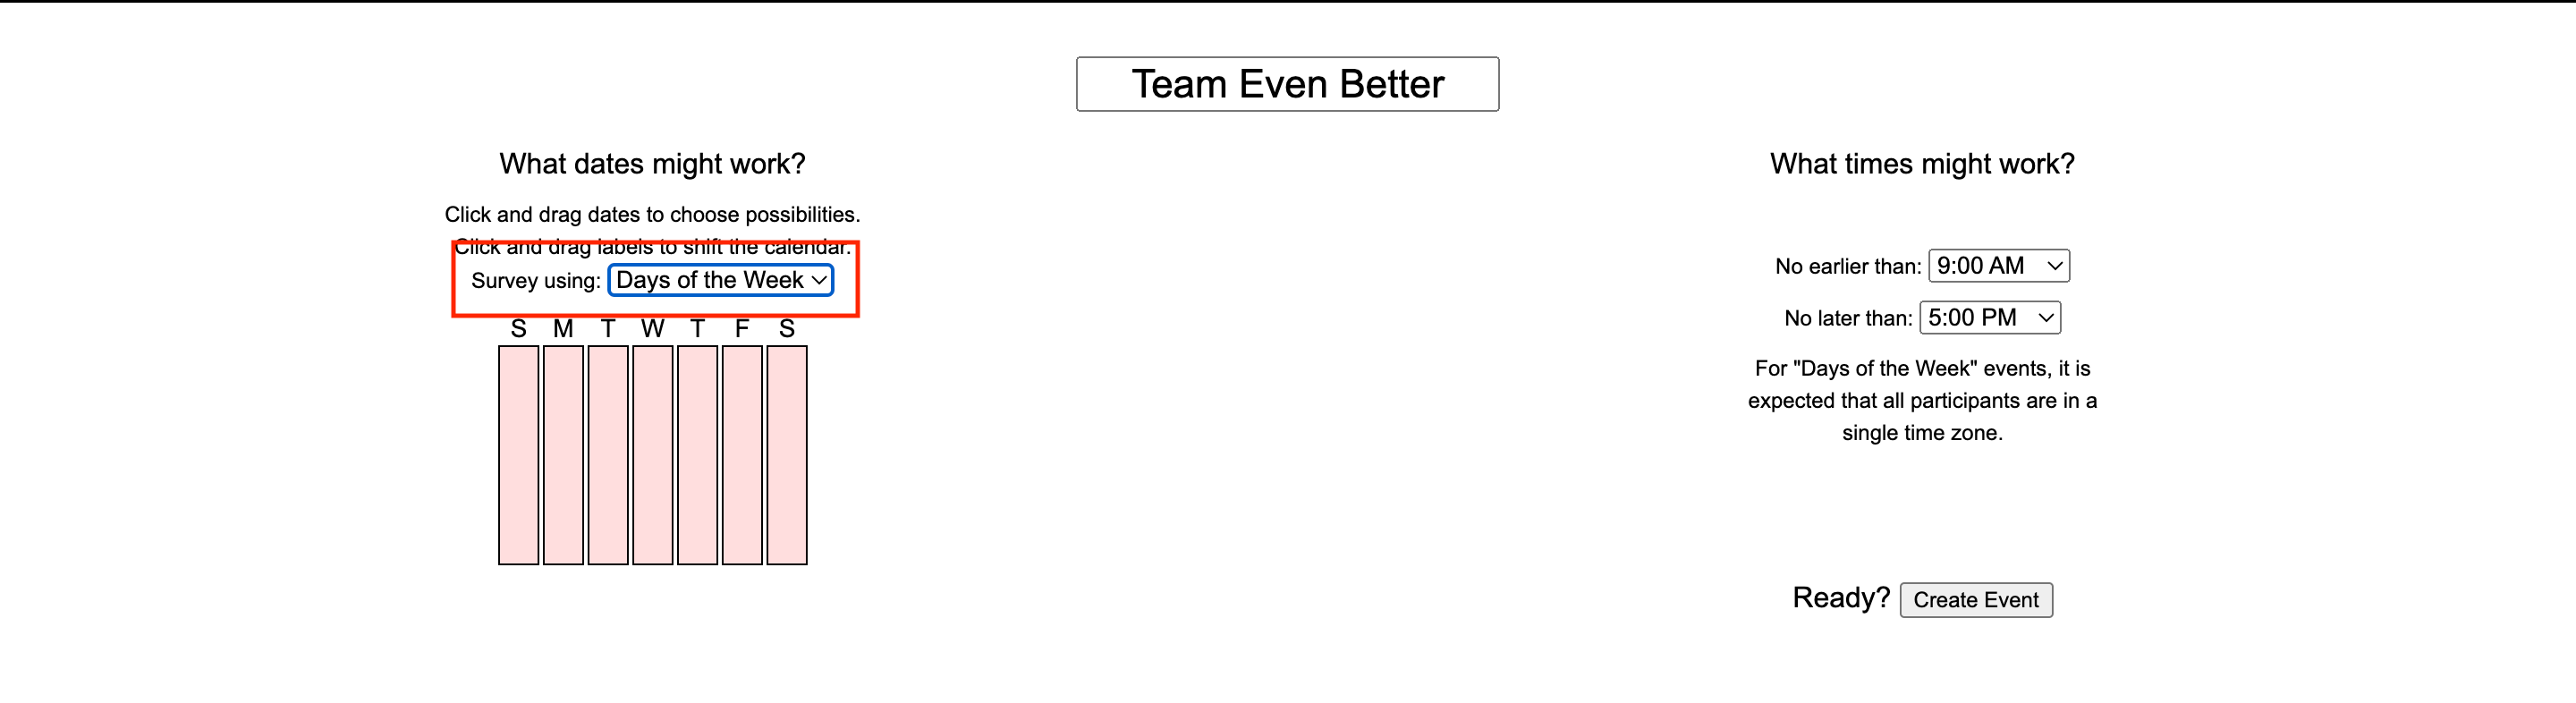 Team Even Better
What dates might work?
Click and drag dates to choose possibilities.
Click and drag labels to shift the calendar.
Survey using: Days of the Week
S M T W T F S
What times might work?
No earlier than: 9:00 AM
No later than: 5:00 PM
For "Days of the Week" events, it is
expected that all participants are in a
single time zone.
Ready? Create Event